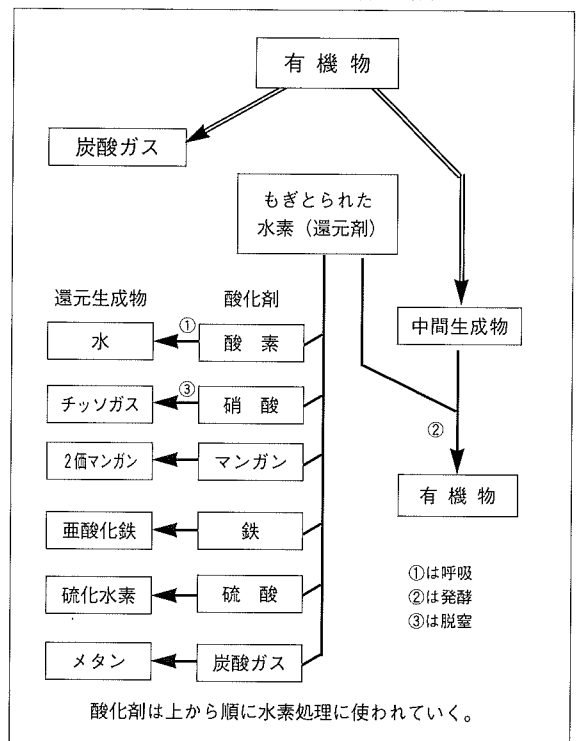 有機物
炭酸ガス
もぎとられた
水素（還元剤）
還元生成物 酸化剤
中間生成物
水 ① 酸素
チッソガス ③ 硝酸
②
2価マンガン マンガン
有機物
亜酸化鉄 鉄
①は呼吸
硫化水素 硫酸
②は発酵
③は脱窒
メタン 炭酸ガス
酸化剤は上から順に水素処理に使われていく。